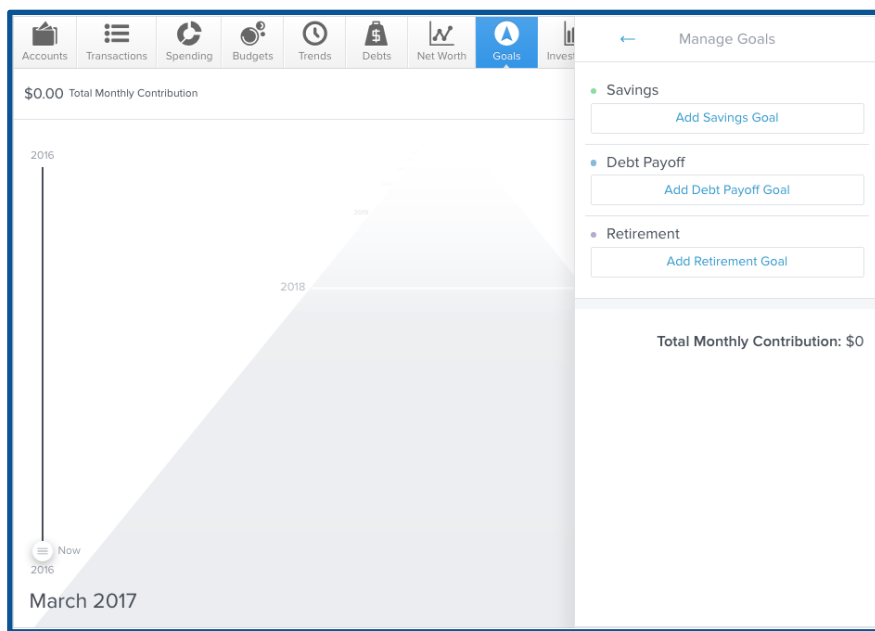 Accounts Transactions Spending Budgets Trends Debts Net Worth Goals Inves
← Manage Goals
$0.00 Total Monthly Contribution
Savings
Add Savings Goal
Debt Payoff
Add Debt Payoff Goal
Retirement
Add Retirement Goal
Total Monthly Contribution: $0
2016
2018
Now
2016
March 2017